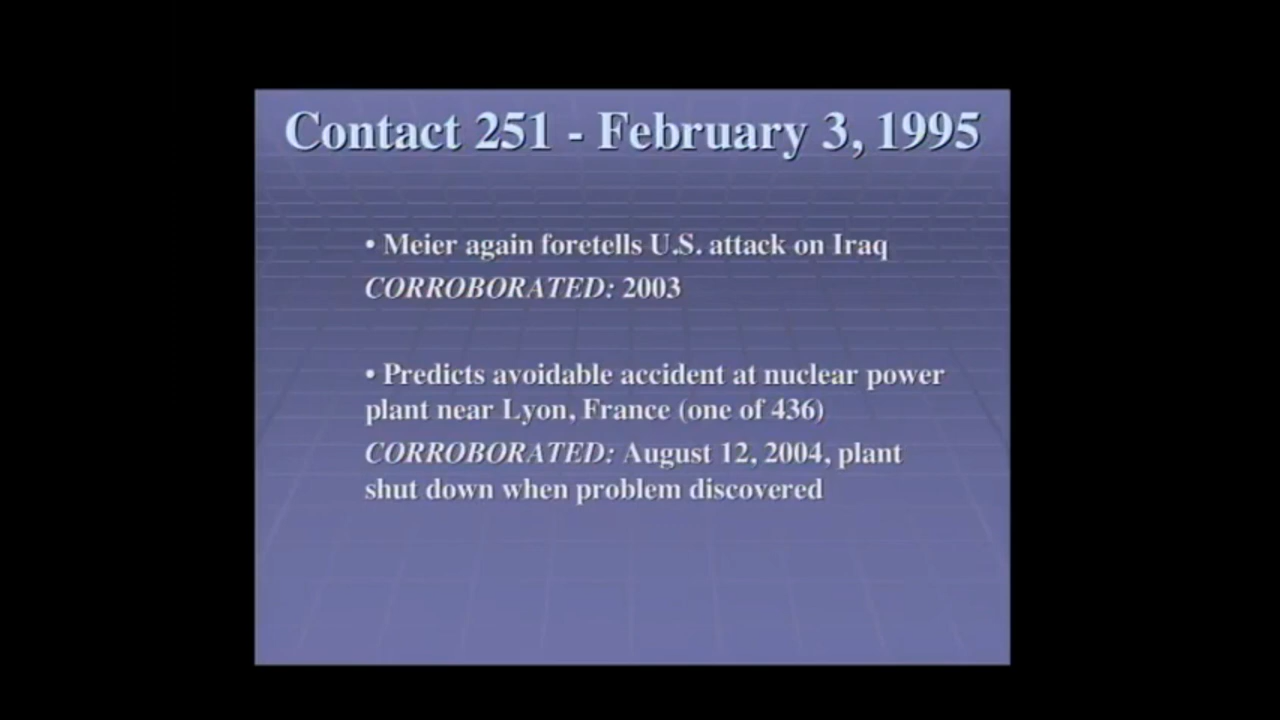 Contact 251 - February 3, 1995
• Meier again foretells U.S. attack on Iraq
CORROBORATED: 2003
• Predicts avoidable accident at nuclear power
plant near Lyon, France (one of 436)
CORROBORATED: August 12, 2004, plant
shut down when problem discovered